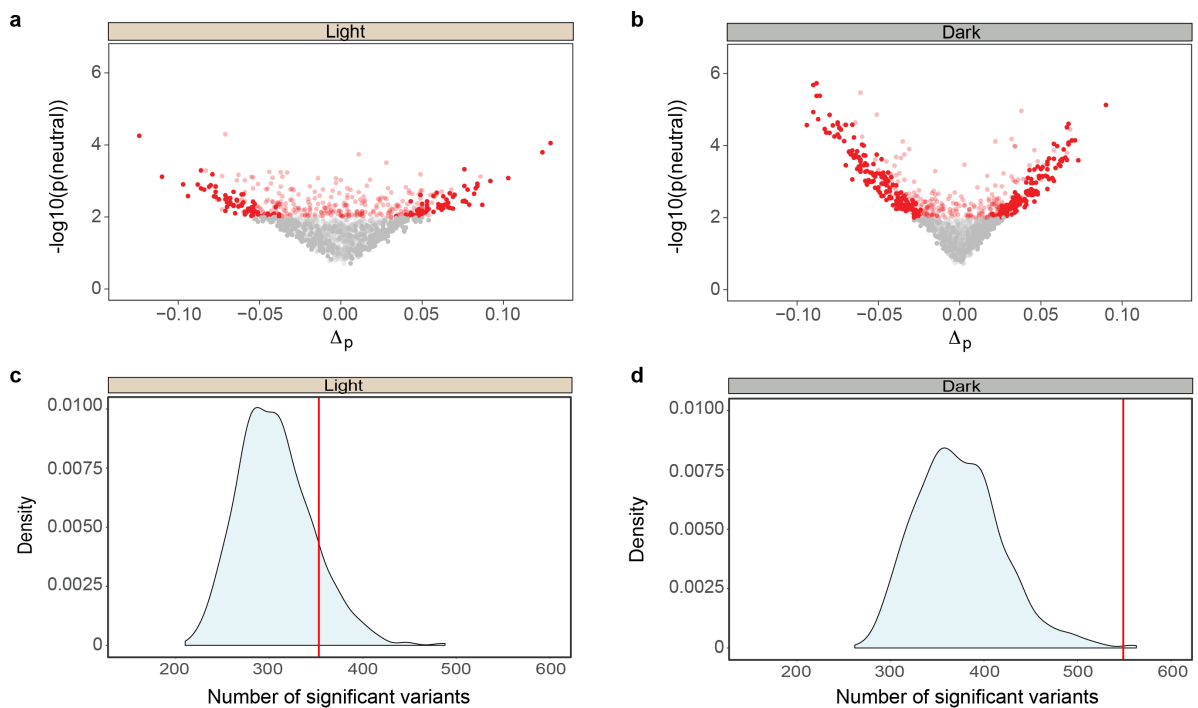 a
Light
6
4
2
0
-log10(p(neutral))
−0.10 −0.05 0.00 0.05 0.10
Δp
b
Dark
6
4
2
0
-log10(p(neutral))
−0.10 −0.05 0.00 0.05 0.10
Δp
c
Light
0.0100
0.0075
0.0050
0.0025
0
Density
200 300 400 500 600
Number of significant variants
d
Dark
0.0100
0.0075
0.0050
0.0025
0
Density
200 300 400 500 600
Number of significant variants